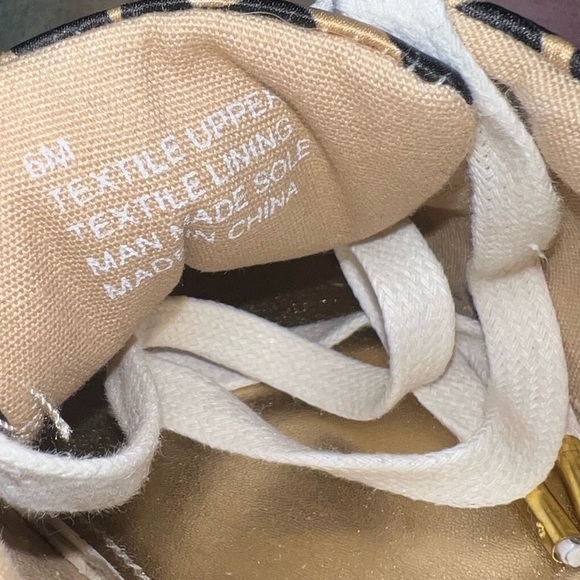 6M
TEXTILE UPPER
TEXTILE LINING
MAN MADE SOLE
MADE IN CHINA